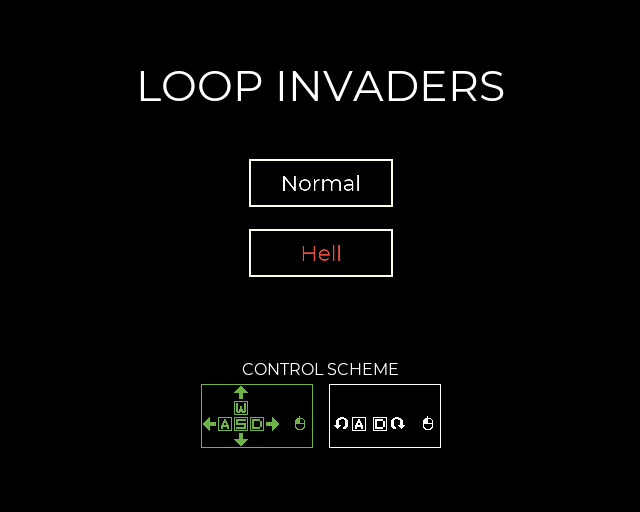 LOOP INVADERS
Normal
Hell
CONTROL SCHEME
W
A S D A D